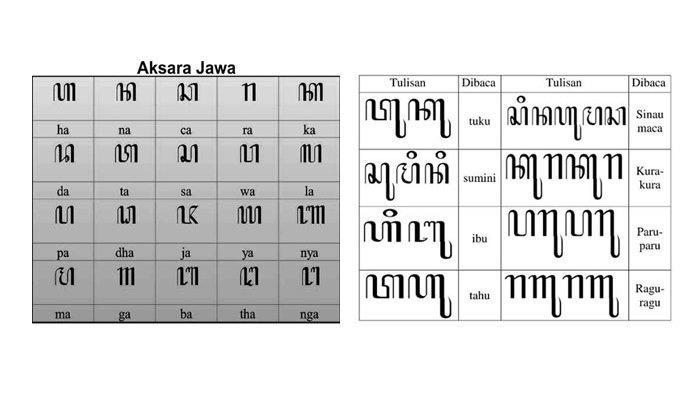 Aksara Jawa
ꦲ ꦤ ꦕ ꦫ ꦏ
ha na ca ra ka
ꦢ ꦠ ꦱ ꦮ ꦭ
da ta sa wa la
ꦥ ꦝ ꦗ ꦪ ꦚ
pa dha ja ya nya
ꦩ ꦒ ꦧ ꦛ ꦔ
ma ga ba tha nga
Tulisan Dibaca Tulisan Dibaca
ꦠꦸꦏꦸ tuku ꦱꦶꦤꦲꦸꦩꦕ Sinau
maca
ꦱꦸꦩꦶꦤꦶ sumini ꦏꦸꦫꦏꦸꦫ Kura-
kura
ꦲꦶꦧꦸ ibu ꦥꦫꦸꦥꦫꦸ Paru-
paru
ꦠꦲꦸ tahu ꦫꦒꦸꦫꦒꦸ Ragu-
ragu